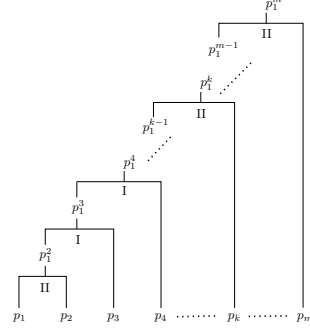 p_1^m
II
p_1^{m-1}
p_1^k
II
p_1^{k-1}
p_1^4
I
p_1^3
I
p_1^2
II
p_1 p_2 p_3 p_4 ........ p_k ........ p_m